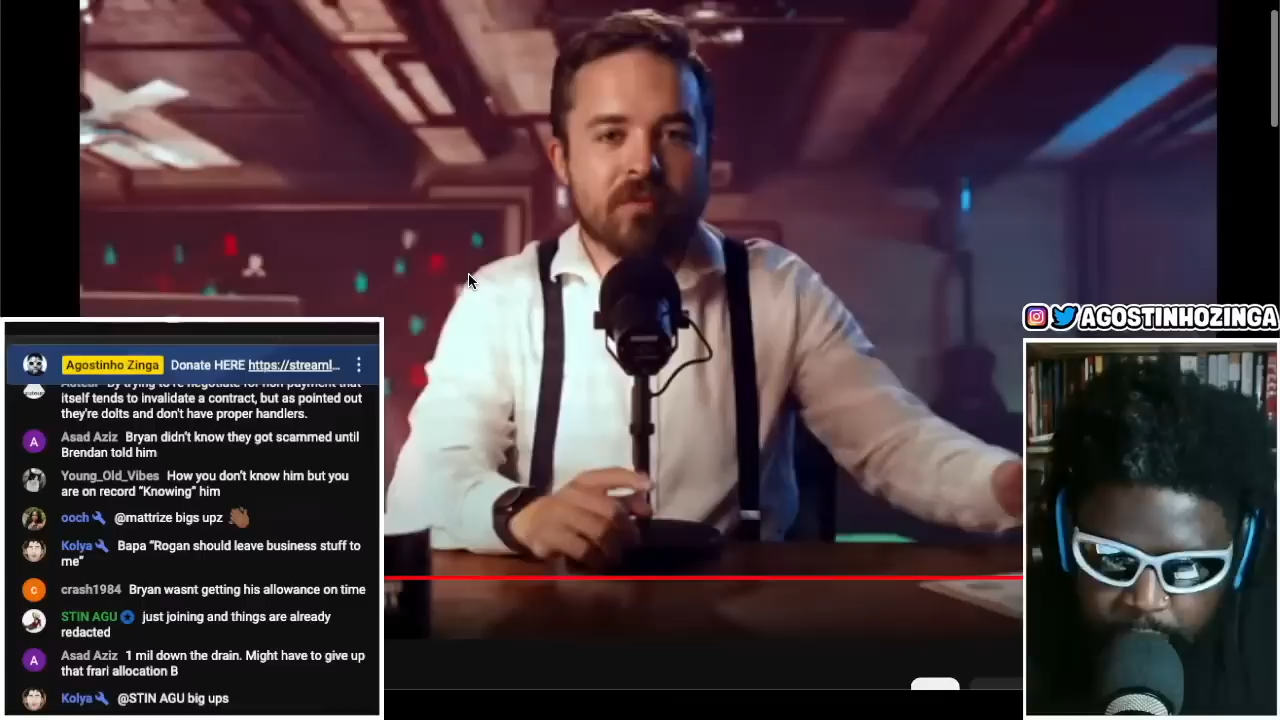 AGOSTINHOZINGA
Agostinho Zinga Donate HERE https://streaml...
itself tends to invalidate a contract, but as pointed out
they're dolts and don't have proper handlers.
A Asad Aziz Bryan didn't know they got scammed until
Brendan told him
Young_Old_Vibes How you don't know him but you
are on record “Knowing” him
ooch @mattrize bigs upz
Kolya Bapa “Rogan should leave business stuff to
me”
c crash1984 Bryan wasnt getting his allowance on time
STIN AGU just joining and things are already
redacted
A Asad Aziz 1 mil down the drain. Might have to give up
that frari allocation B
Kolya @STIN AGU big ups